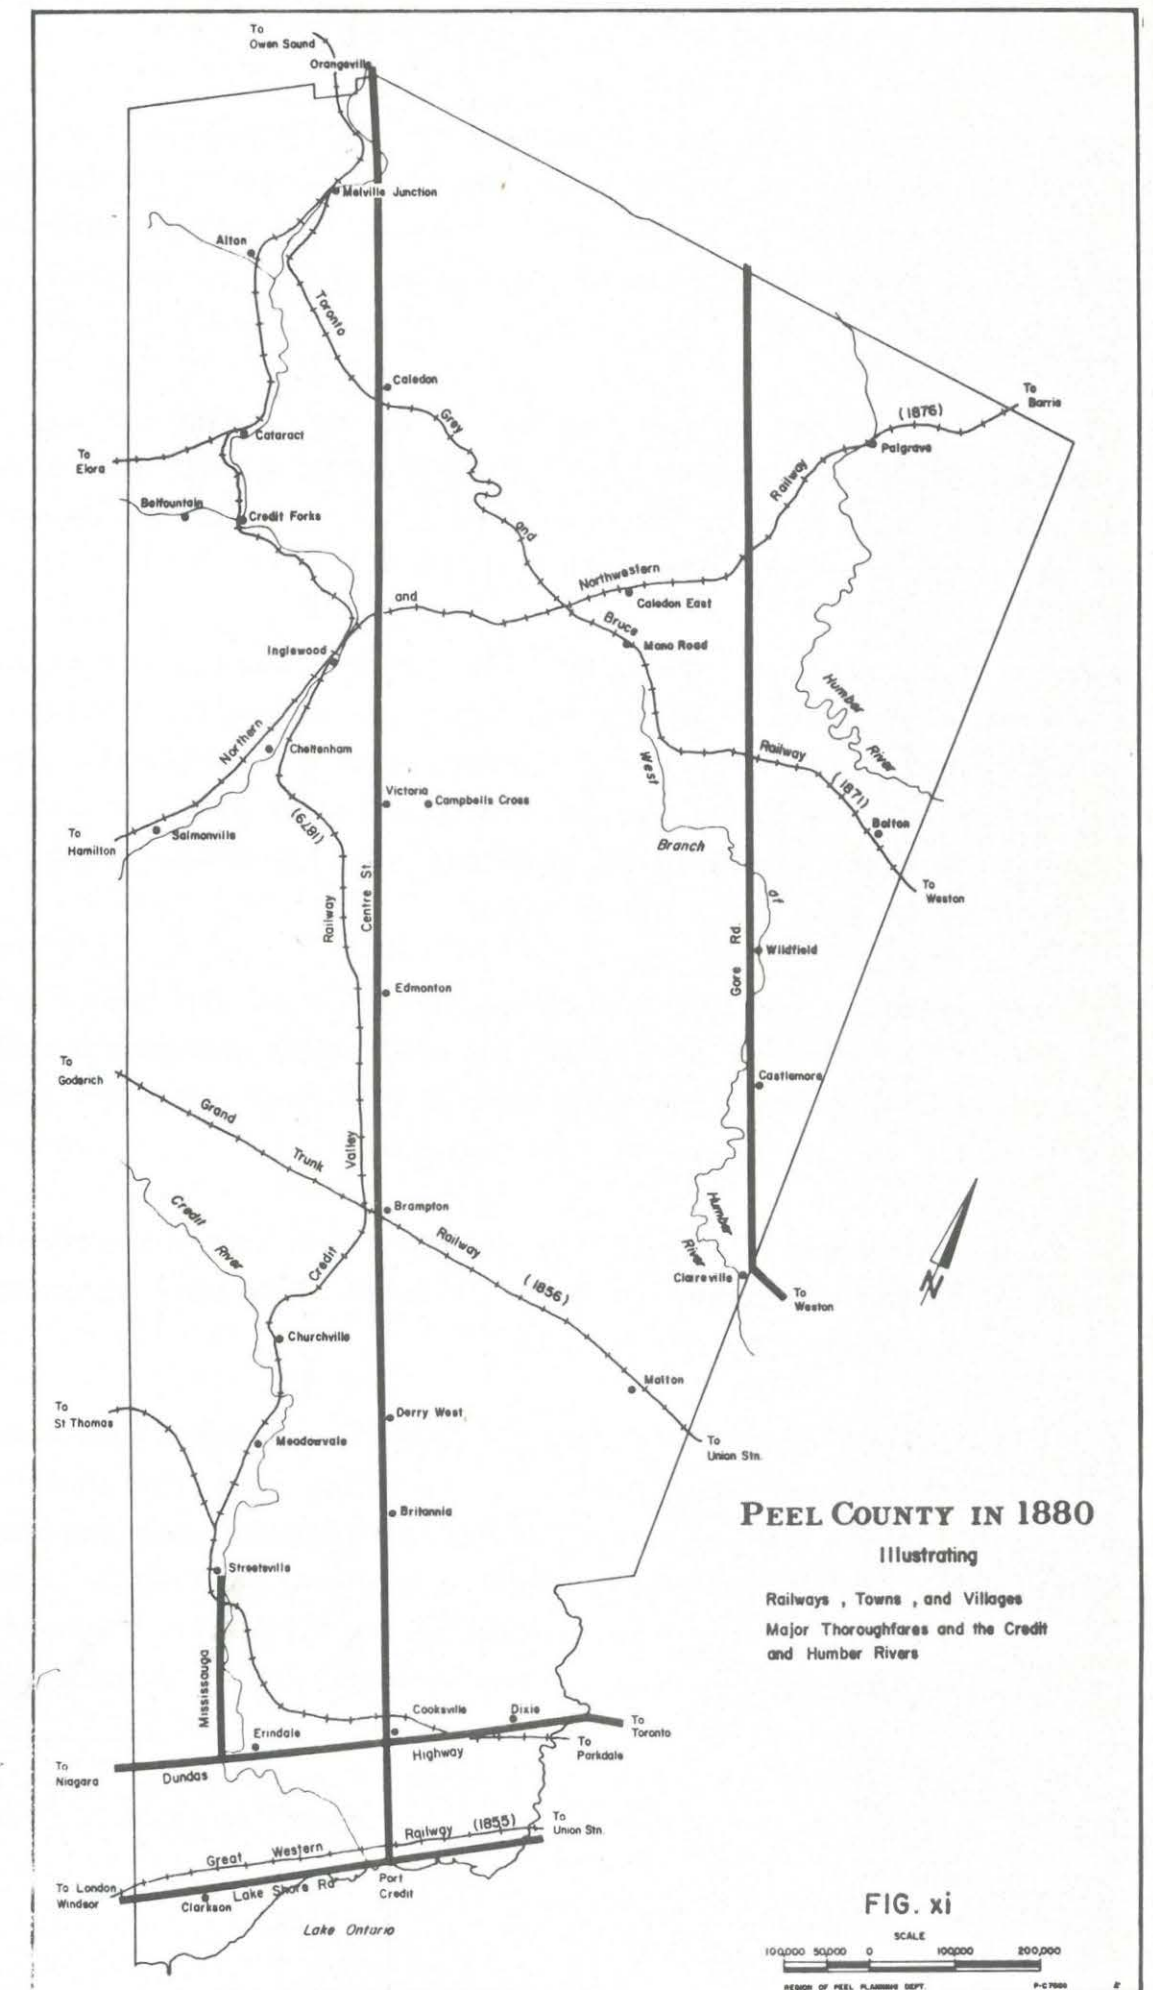 To
Owen Sound
Orangeville
Melville Junction
Alton
Toronto
Caledon
Grey
(1876)
To
Barrie
Cataract
To
Elora
Palgrave
Railway
Belfountain
Credit Forks
and
Northwestern
and
Caledon East
Bruce
Mono Road
Inglewood
Humber
River
Northern
Cheltenham
Railway
West
(1871)
Victoria
Campbells Cross
(1879)
Bolton
To
Hamilton
Salmonville
Branch
Centre St.
To
Weston
of
Railway
Gore Rd.
Wildfield
Edmonton
To
Goderich
Castlemore
Grand
Trunk
Valley
Credit
River
Brampton
Humber
River
Railway
Credit
Claireville
(1856)
To
Weston
N
Churchville
Malton
To
St Thomas
Derry West
Meadowvale
To
Union Stn.
Britannia
PEEL COUNTY IN 1880
Illustrating
Streetsville
Railways , Towns , and Villages
Major Thoroughfares and the Credit
and Humber Rivers
Mississauga
Cooksville
Dixie
Erindale
To
Toronto
Highway
To
Parkdale
To
Niagara
Dundas
To
Union Stn.
Great Western Railway (1855)
To London
Windsor
Lake Shore Rd
Clarkson
Port
Credit
Lake Ontario
FIG. xi
SCALE
100,000 50,000 0 100,000 200,000
REGION OF PEEL PLANNING DEPT.